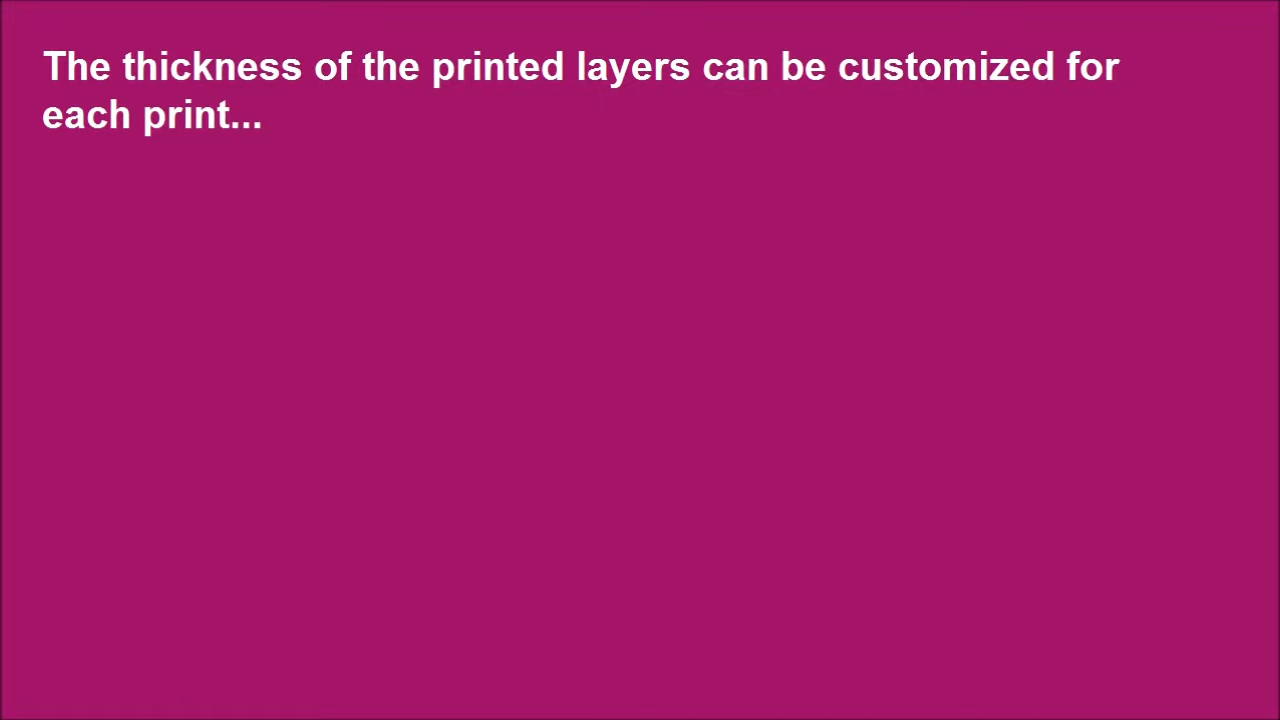 The thickness of the printed layers can be customized for
each print...